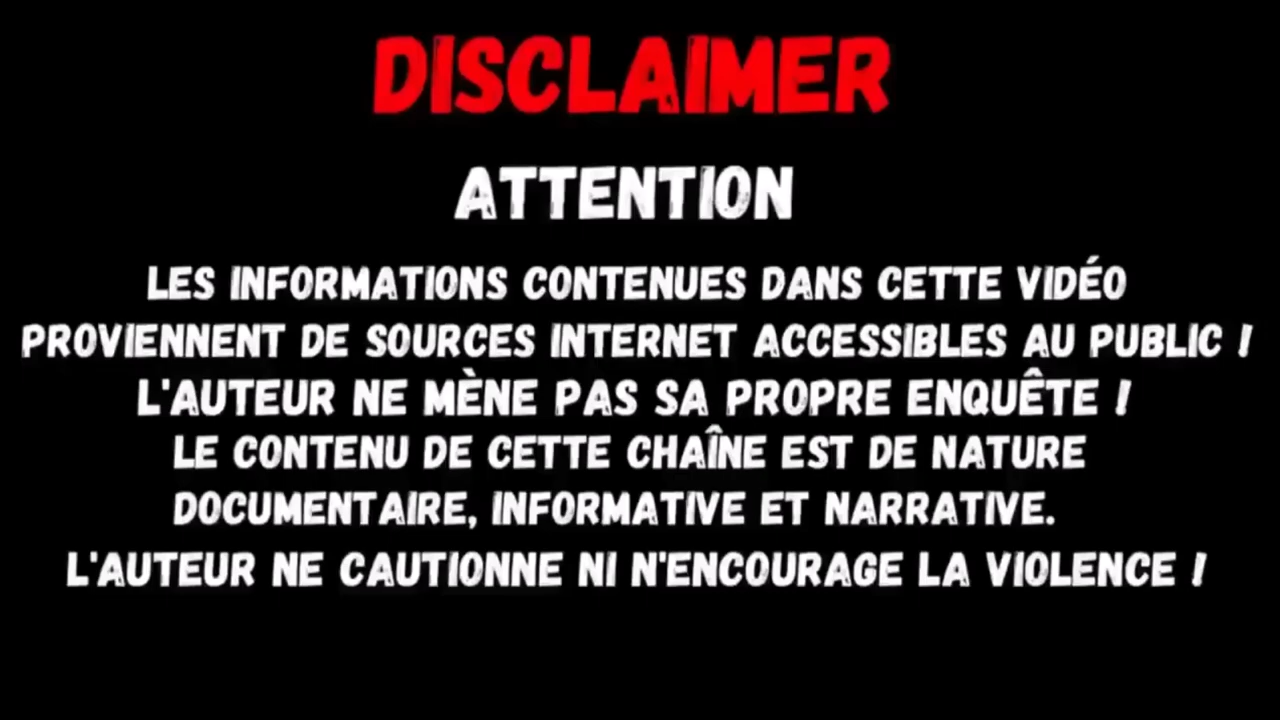 DISCLAIMER
ATTENTION
LES INFORMATIONS CONTENUES DANS CETTE VIDÉO
PROVIENNENT DE SOURCES INTERNET ACCESSIBLES AU PUBLIC !
L'AUTEUR NE MÈNE PAS SA PROPRE ENQUÊTE !
LE CONTENU DE CETTE CHAÎNE EST DE NATURE
DOCUMENTAIRE, INFORMATIVE ET NARRATIVE.
L'AUTEUR NE CAUTIONNE NI N'ENCOURAGE LA VIOLENCE !